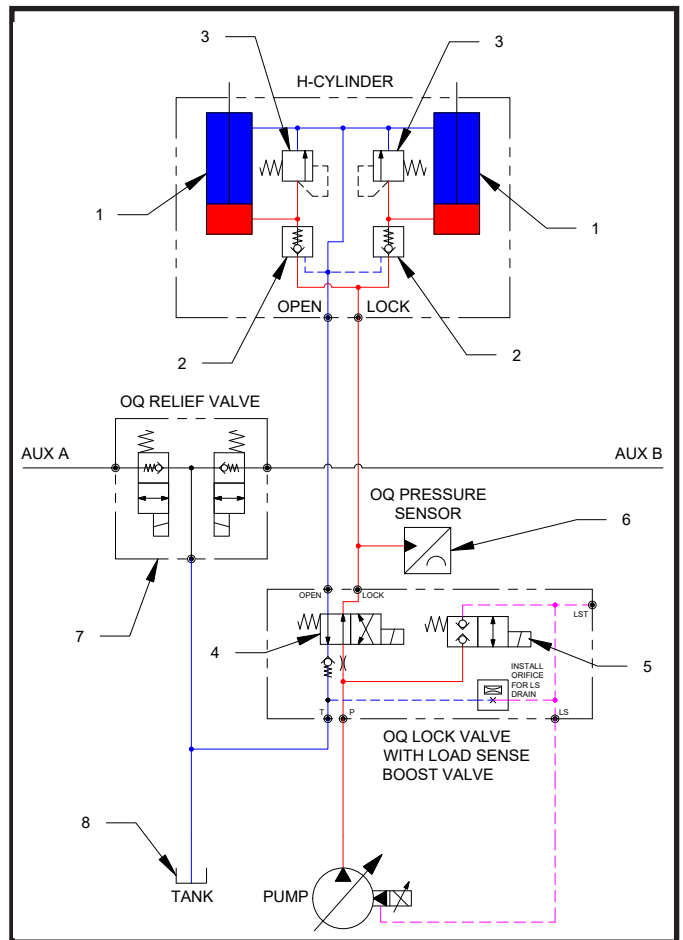 3
3
H-CYLINDER
1
1
OPEN
LOCK
2
2
OQ RELIEF VALVE
AUX A
AUX B
OQ PRESSURE
SENSOR
6
7
OPEN
LOCK
LST
4
5
INSTALL
ORIFICE
FOR LS
DRAIN
T
P
LS
OQ LOCK VALVE
WITH LOAD SENSE
BOOST VALVE
8
TANK
PUMP